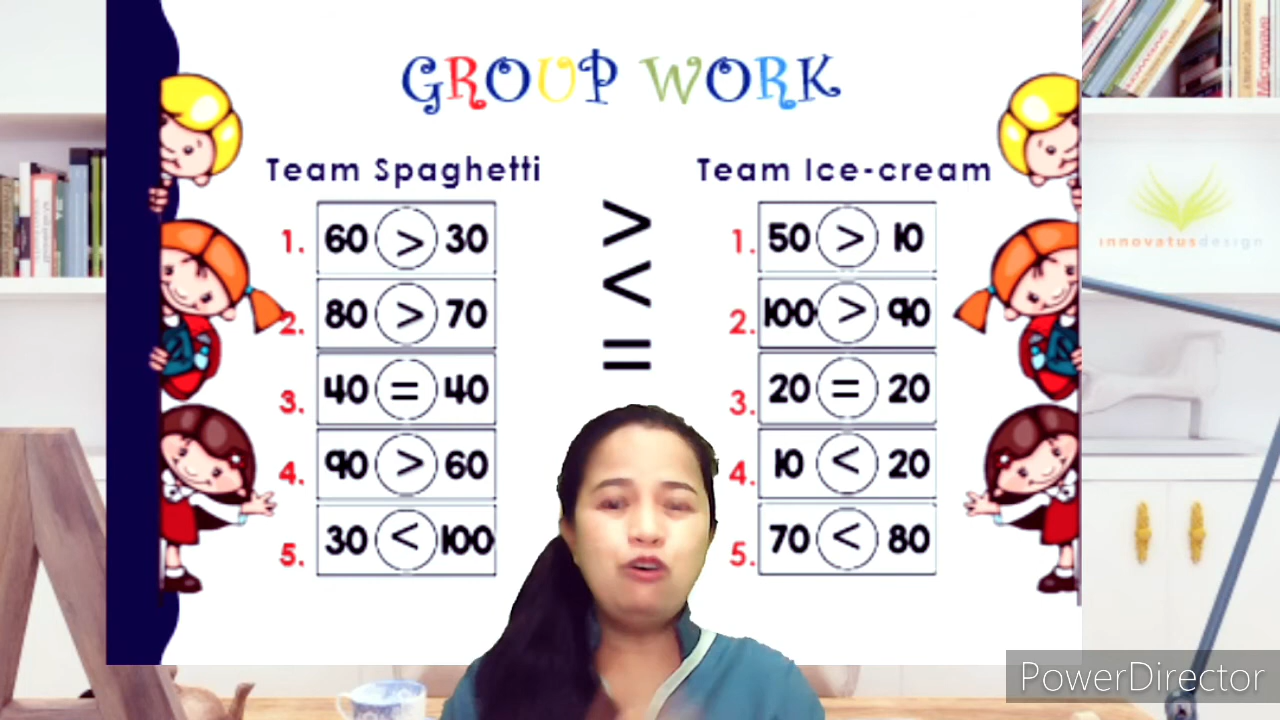 GROUP WORK
Team Spaghetti
1. 60 > 30
2. 80 > 70
3. 40 = 40
4. 90 > 60
5. 30 < 100
>
<
=
Team Ice-cream
1. 50 > 10
2. 100 > 90
3. 20 = 20
4. 10 < 20
5. 70 < 80
innovatusdesign
PowerDirector